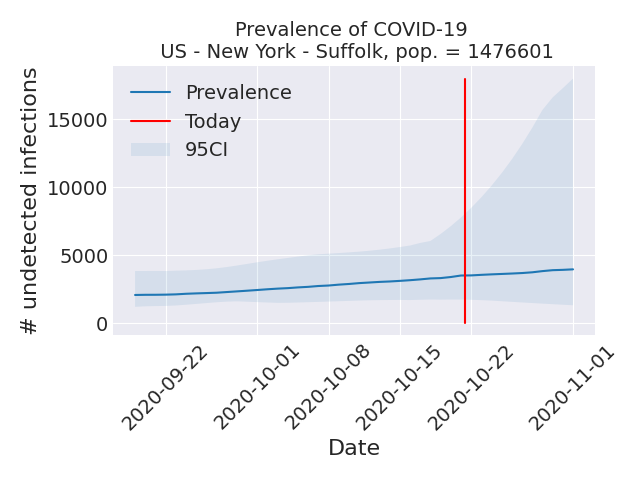 Prevalence of COVID-19
US - New York - Suffolk, pop. = 1476601
# undetected infections
15000
10000
5000
0
Prevalence
Today
95CI
2020-09-22
2020-10-01
2020-10-08
2020-10-15
2020-10-22
2020-11-01
Date